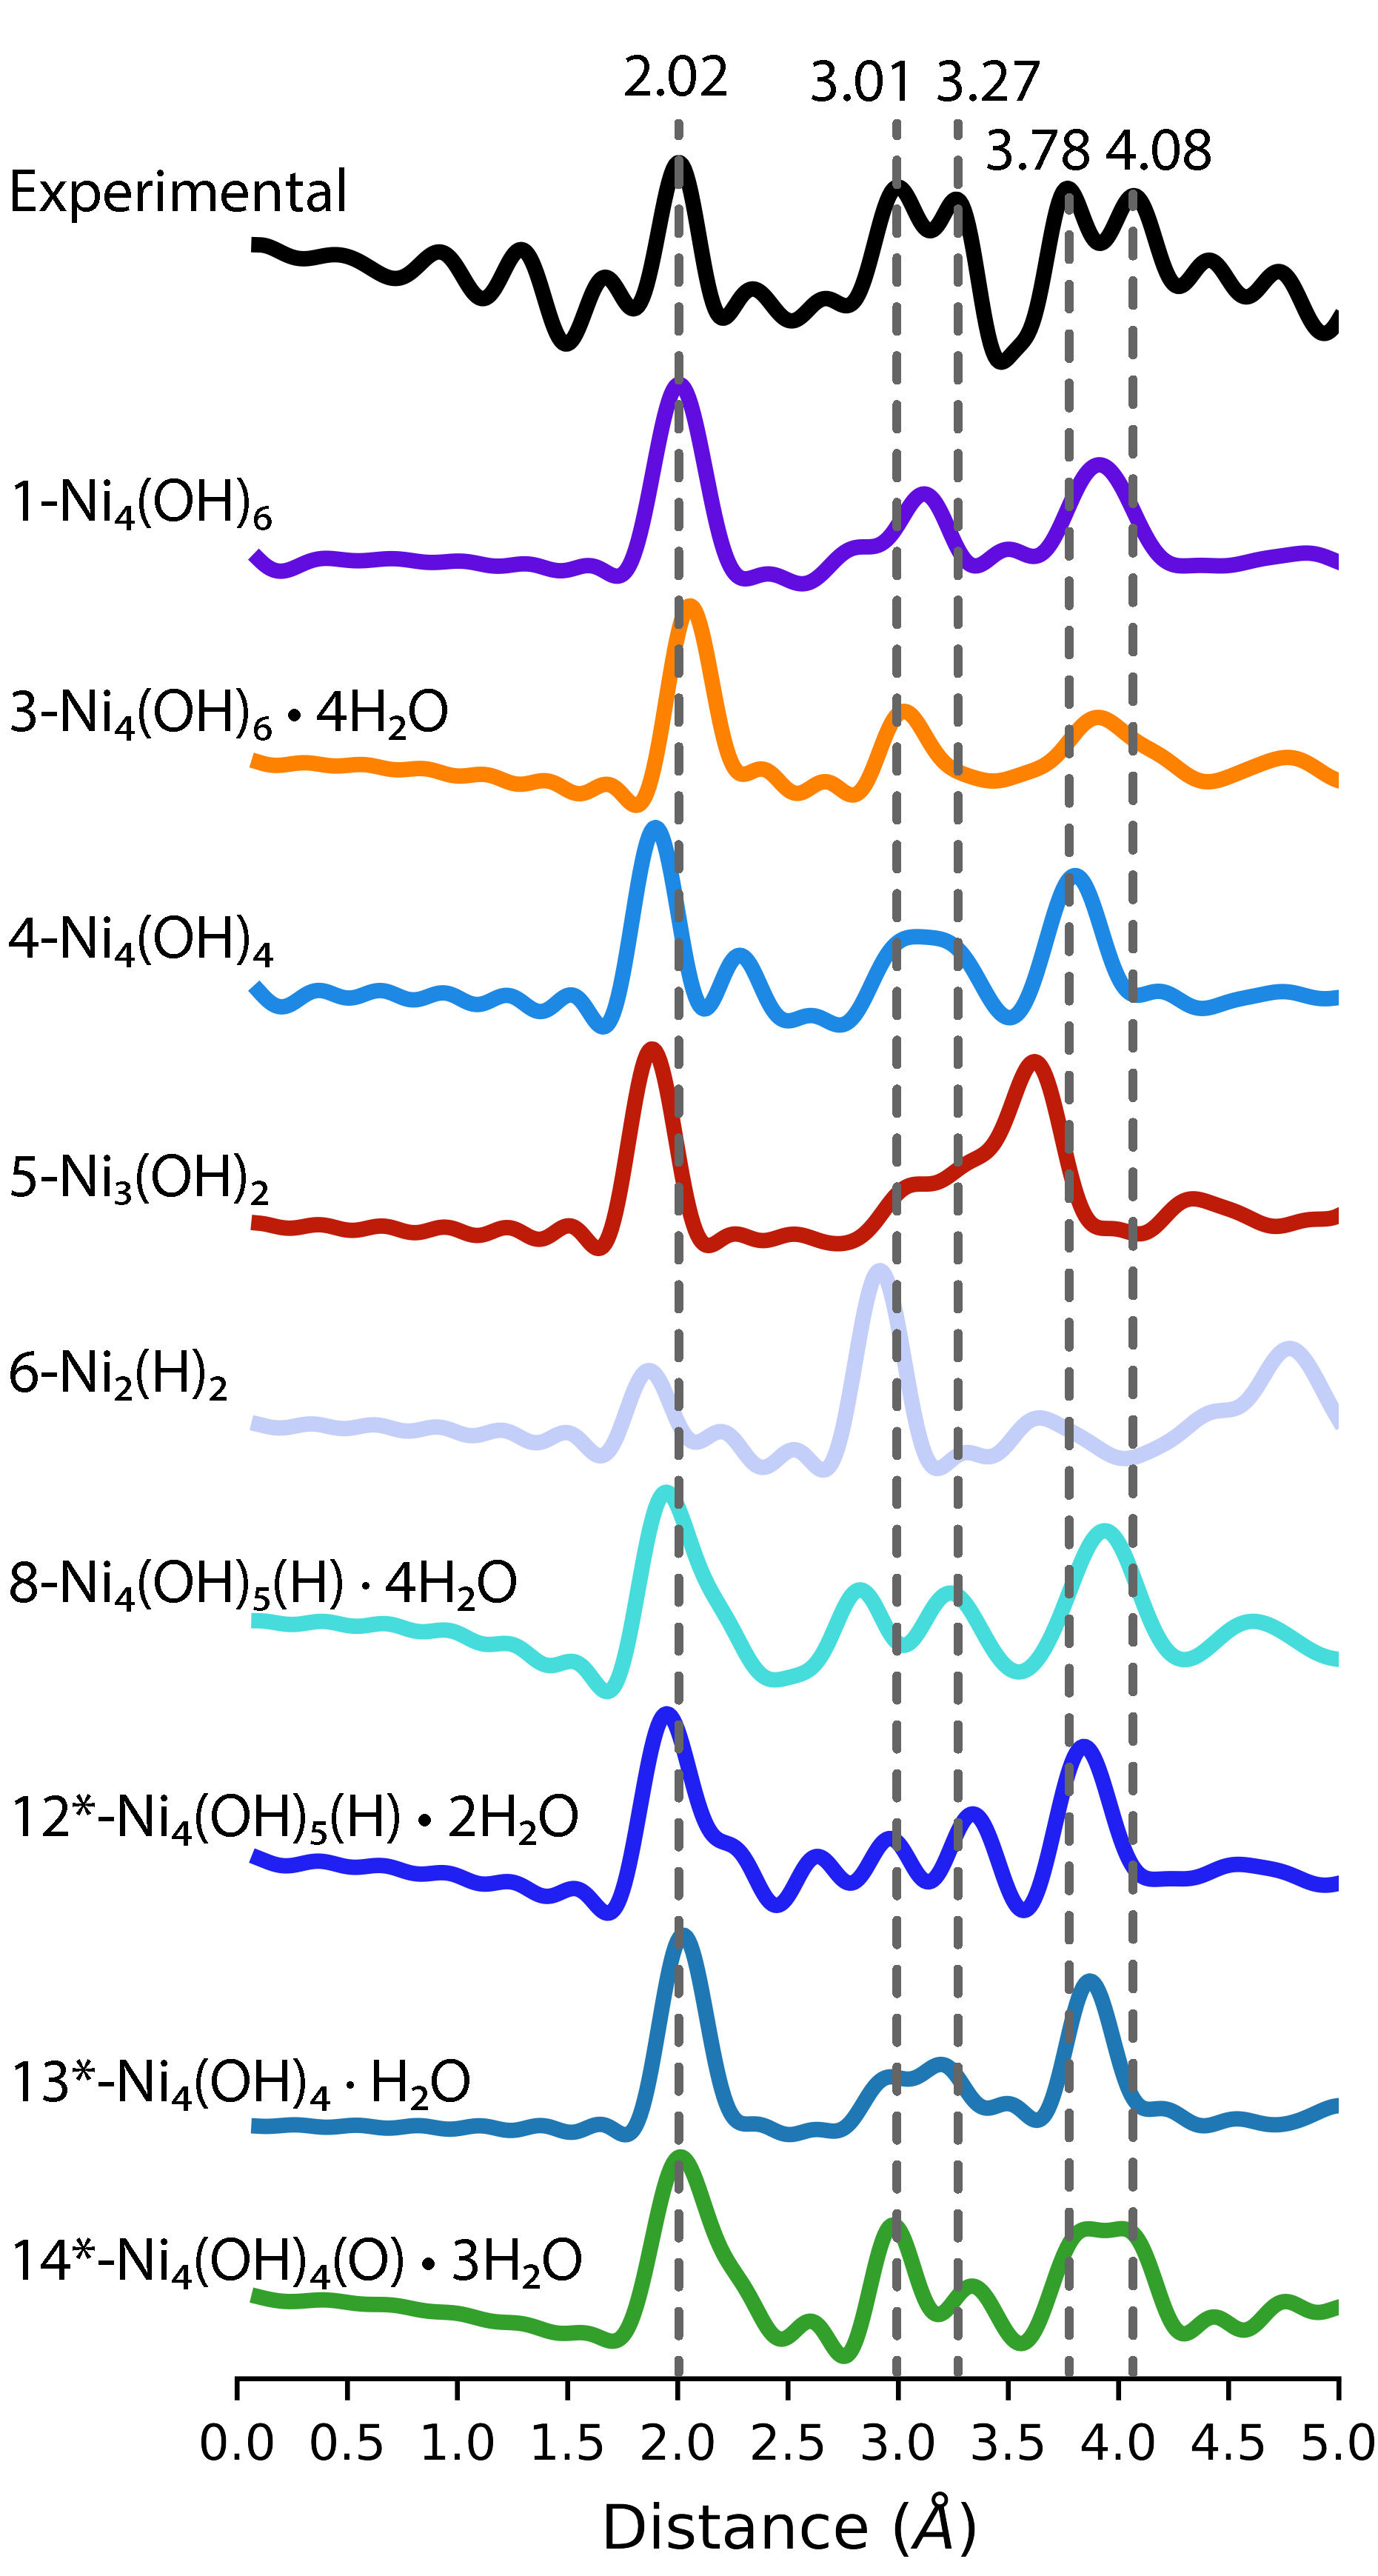 2.02
3.01 3.27
3.78 4.08
Experimental
1-Ni₄(OH)₆
3-Ni₄(OH)₆ • 4H₂O
4-Ni₄(OH)₄
5-Ni₃(OH)₂
6-Ni₂(H)₂
8-Ni₄(OH)₅(H) · 4H₂O
12*-Ni₄(OH)₅(H) • 2H₂O
13*-Ni₄(OH)₄ · H₂O
14*-Ni₄(OH)₄(O) • 3H₂O
0.0 0.5 1.0 1.5 2.0 2.5 3.0 3.5 4.0 4.5 5.0
Distance (Å)